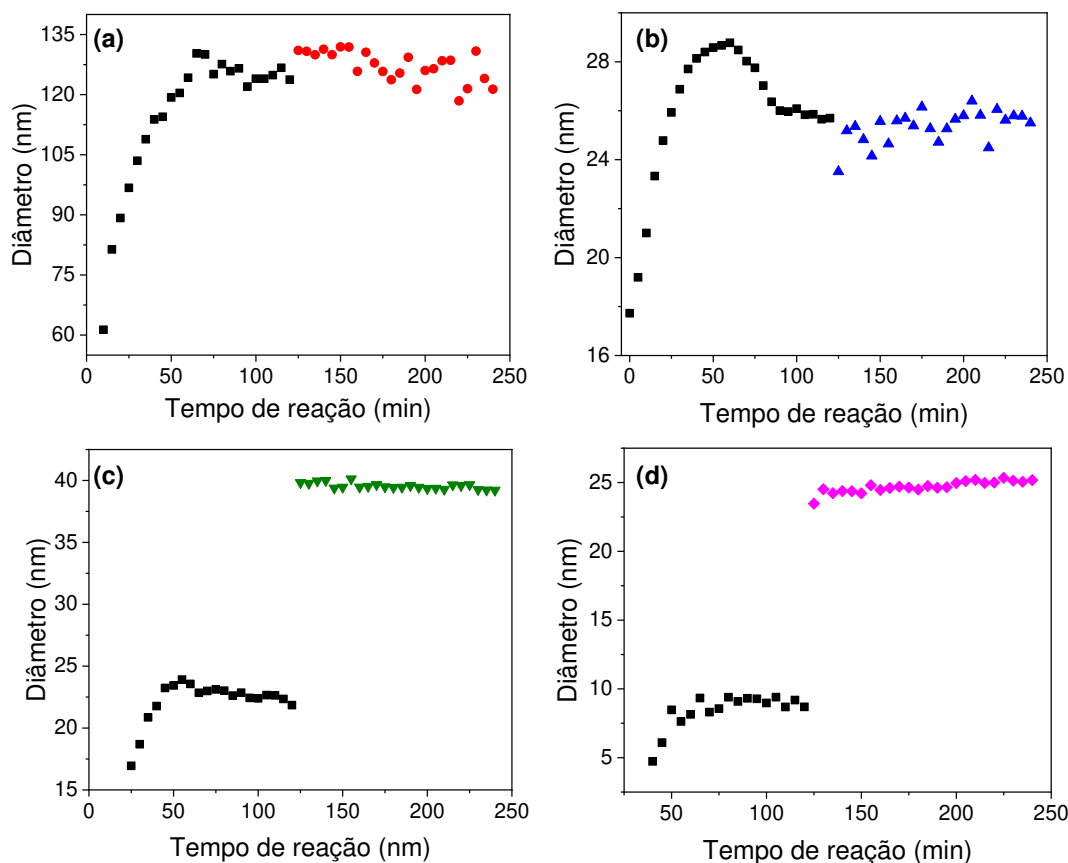 (a)
Diâmetro (nm)
135
120
105
90
75
60
0 50 100 150 200 250
Tempo de reação (min)
(b)
Diâmetro (nm)
28
24
20
16
0 50 100 150 200 250
Tempo de reação (min)
(c)
Diâmetro (nm)
40
35
30
25
20
15
0 50 100 150 200 250
Tempo de reação (nm)
(d)
Diâmetro (nm)
25
20
15
10
5
50 100 150 200 250
Tempo de reação (min)